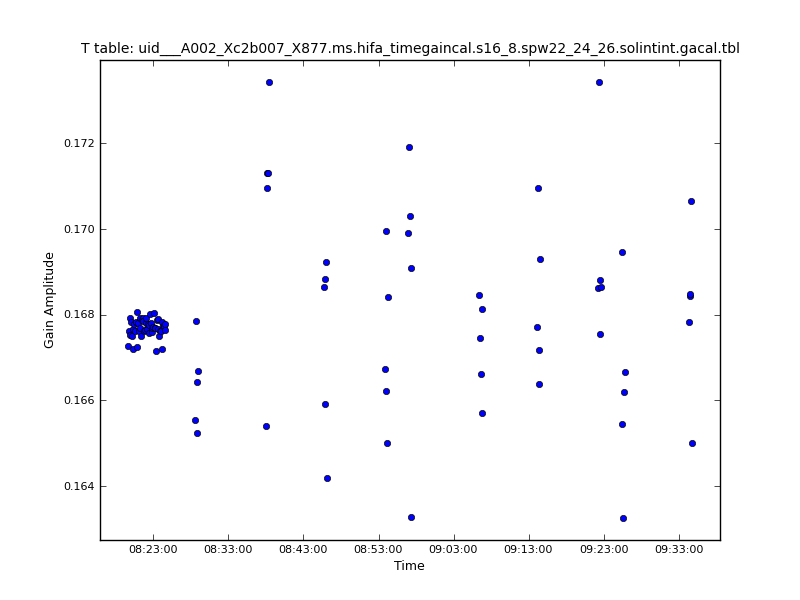 T table: uid___A002_Xc2b007_X877.ms.hifa_timegaincal.s16_8.spw22_24_26.solintint.gacal.tbl
0.172
0.170
0.168
0.166
0.164
Gain Amplitude
08:23:00 08:33:00 08:43:00 08:53:00 09:03:00 09:13:00 09:23:00 09:33:00
Time